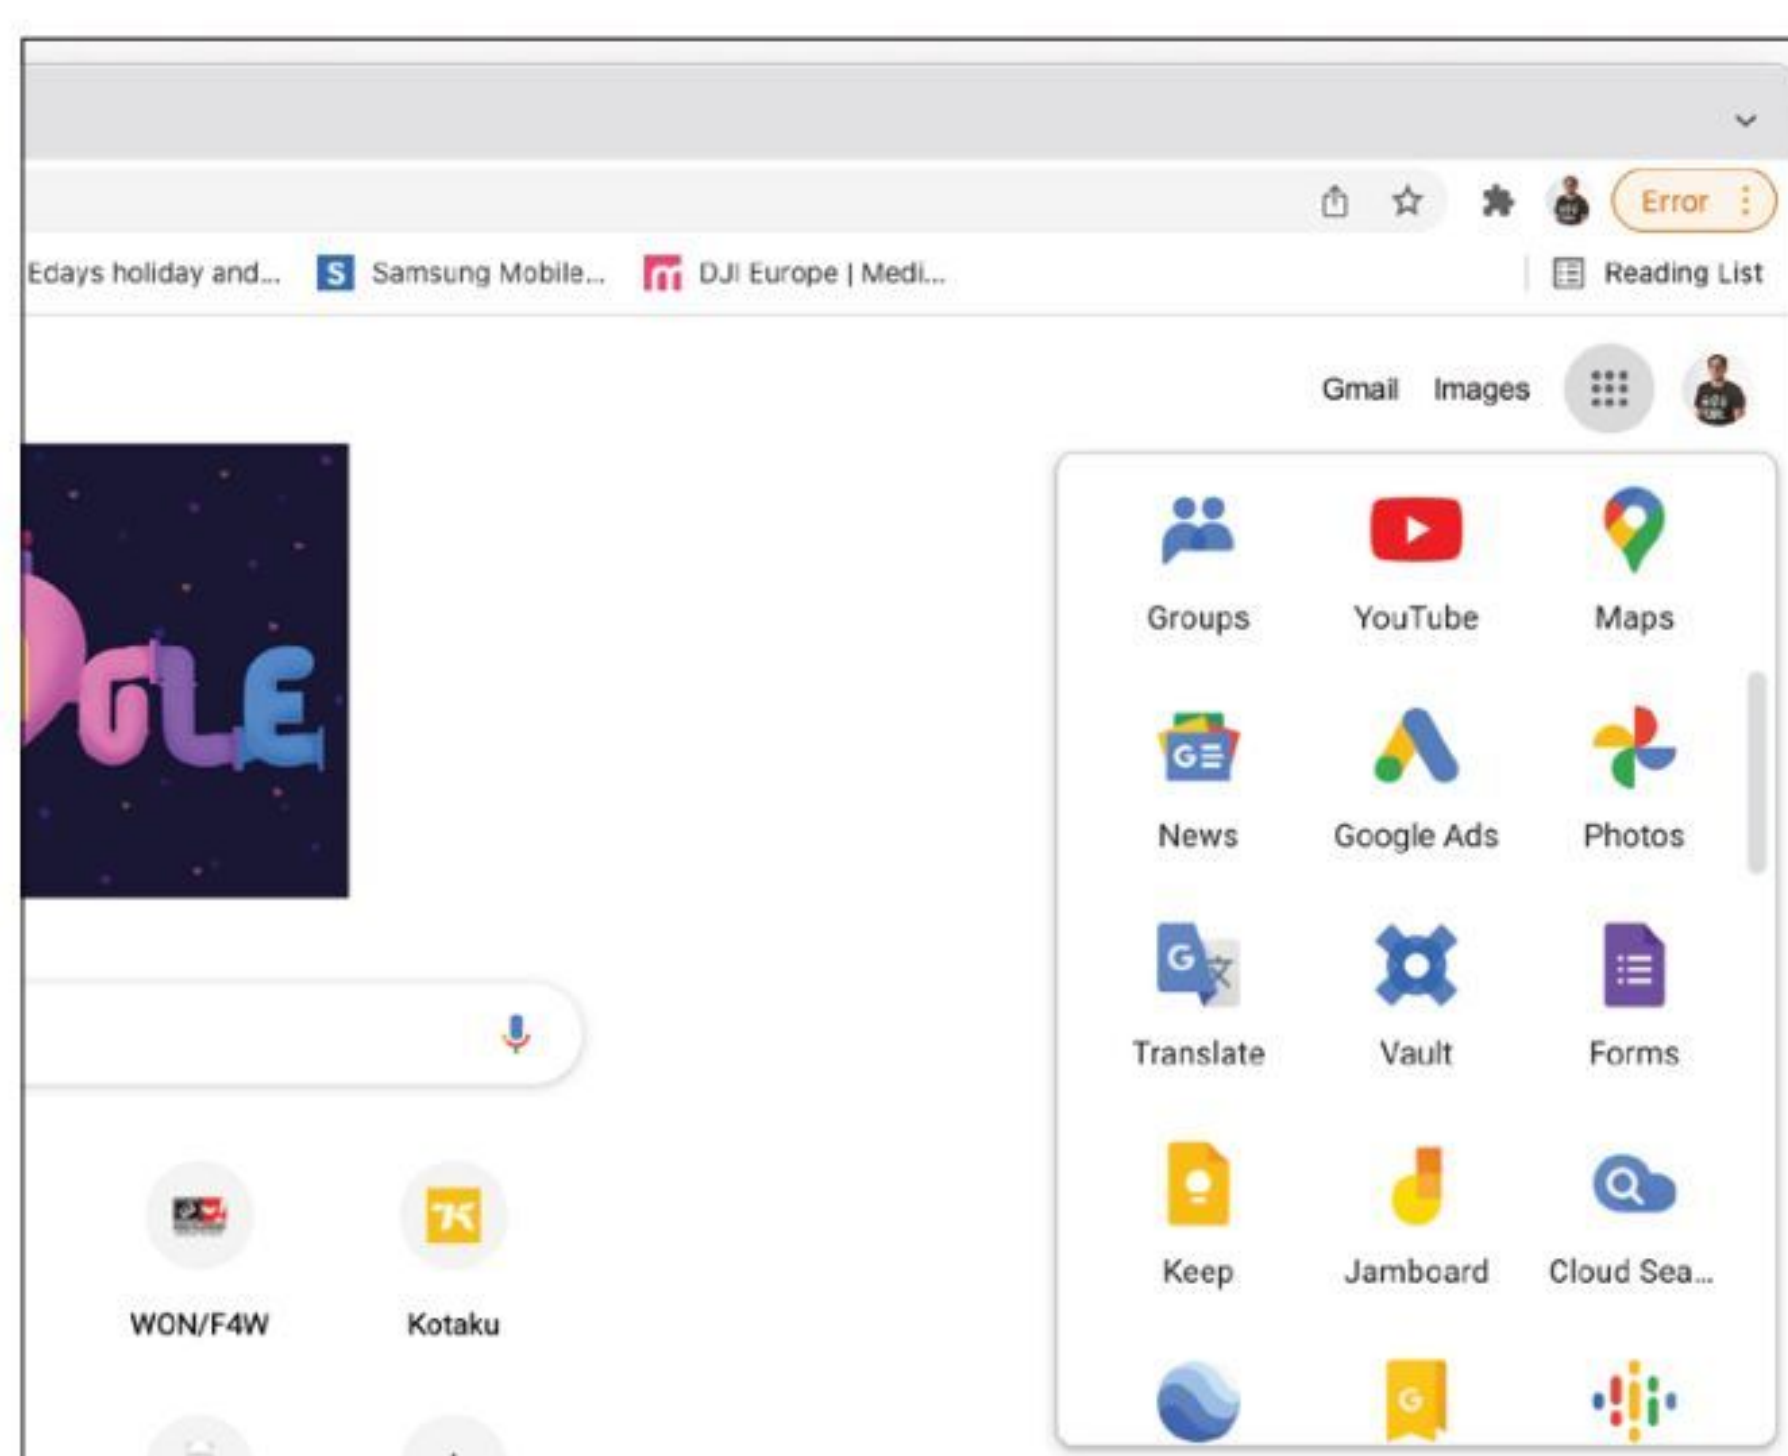 Error
Edays holiday and...
S
Samsung Mobile...
DJI Europe | Medi...
Reading List
Gmail
Images
GLE
Groups
YouTube
Maps
G
News
Google Ads
Photos
G
文
Translate
Vault
Forms
Keep
Jamboard
Cloud Sea...
K
WON/F4W
Kotaku
G